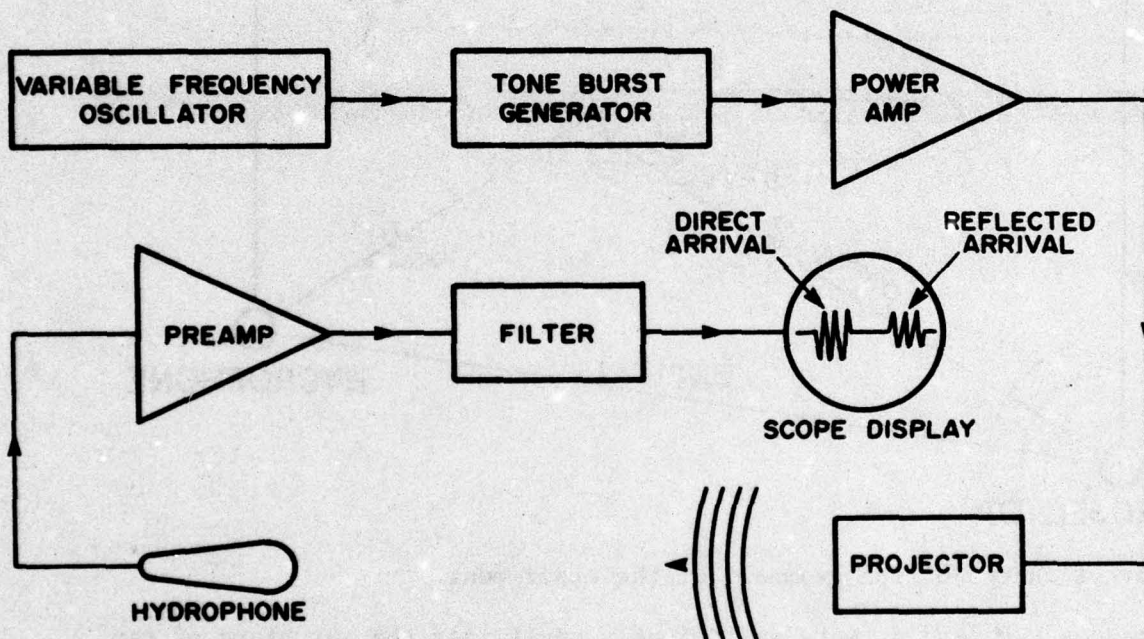 VARIABLE FREQUENCY
OSCILLATOR
TONE BURST
GENERATOR
POWER
AMP
DIRECT
ARRIVAL
REFLECTED
ARRIVAL
PREAMP
FILTER
SCOPE DISPLAY
HYDROPHONE
PROJECTOR